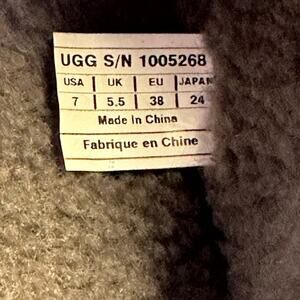 UGG S/N 1005268
USA | UK | EU | JAPAN
7 | 5.5 | 38 | 24
Made in China
Fabrique en Chine